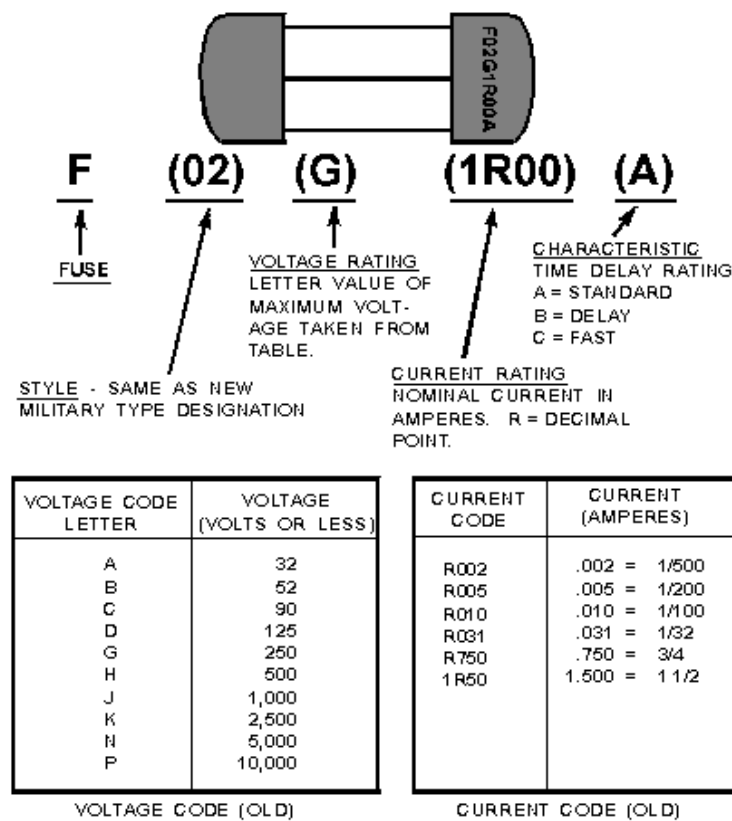 F02G1R00A
F (02) (G) (1R00) (A)
FUSE
STYLE - SAME AS NEW
MILITARY TYPE DESIGNATION
VOLTAGE RATING
LETTER VALUE OF
MAXIMUM VOLT-
AGE TAKEN FROM
TABLE.
CURRENT RATING
NOMINAL CURRENT IN
AMPERES. R = DECIMAL
POINT.
CHARACTERISTIC
TIME DELAY RATING
A = STANDARD
B = DELAY
C = FAST
VOLTAGE CODE LETTER VOLTAGE (VOLTS OR LESS)
A 32
B 52
C 90
D 125
G 250
H 500
J 1,000
K 2,500
N 5,000
P 10,000
VOLTAGE CODE (OLD)
CURRENT CODE CURRENT (AMPERES)
R002 .002 = 1/500
R005 .005 = 1/200
R010 .010 = 1/100
R031 .031 = 1/32
R750 .750 = 3/4
1R50 1.500 = 1 1/2
CURRENT CODE (OLD)